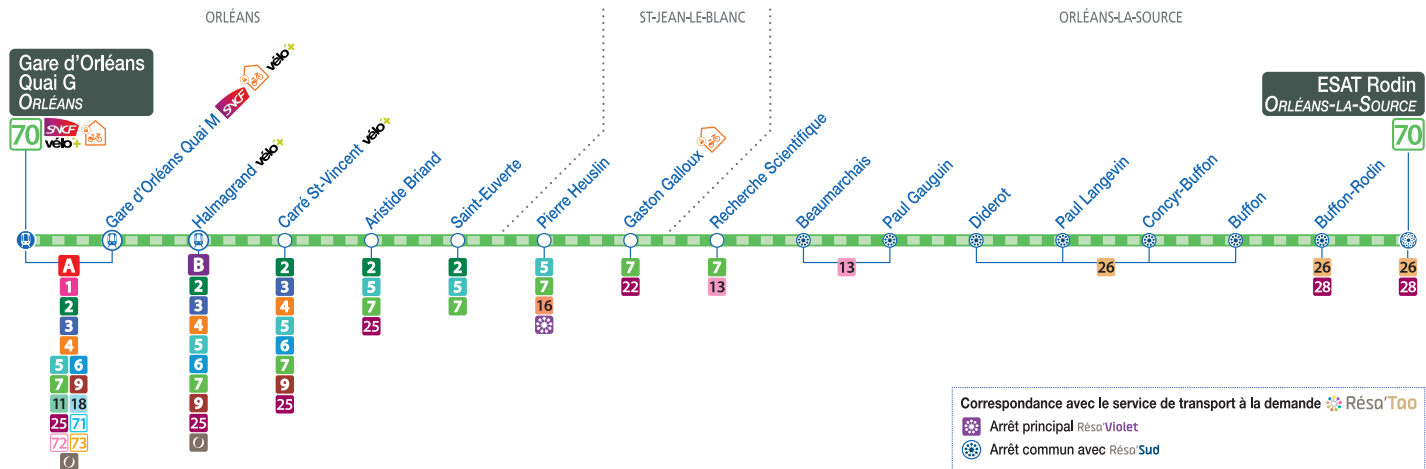 ORLÉANS
ST-JEAN-LE-BLANC
ORLÉANS-LA-SOURCE
Gare d'Orléans
Quai G
ORLÉANS
70
SNCF
vélo+
Gare d'Orléans Quai M SNCF vélo+
Halmagrand vélo+
Carré St-Vincent vélo+
Aristide Briand
Saint-Euverte
Pierre Heuslin
Gaston Galloux
Recherche Scientifique
Beaumarchais
Paul Gauguin
Diderot
Paul Langevin
Concyr-Buffon
Buffon
Buffon-Rodin
ESAT Rodin
ORLÉANS-LA-SOURCE
70
A
1
2
3
4
5 6
7 9
11 18
25 71
72 73
O
B
2
3
4
5
6
7
9
25
O
2
3
4
5
6
7
9
25
2
5
7
25
2
5
7
5
7
16
7
22
7
13
13
26
26
28
26
28
Correspondance avec le service de transport à la demande Résa'Tao
Arrêt principal Résa'Violet
Arrêt commun avec Résa'Sud